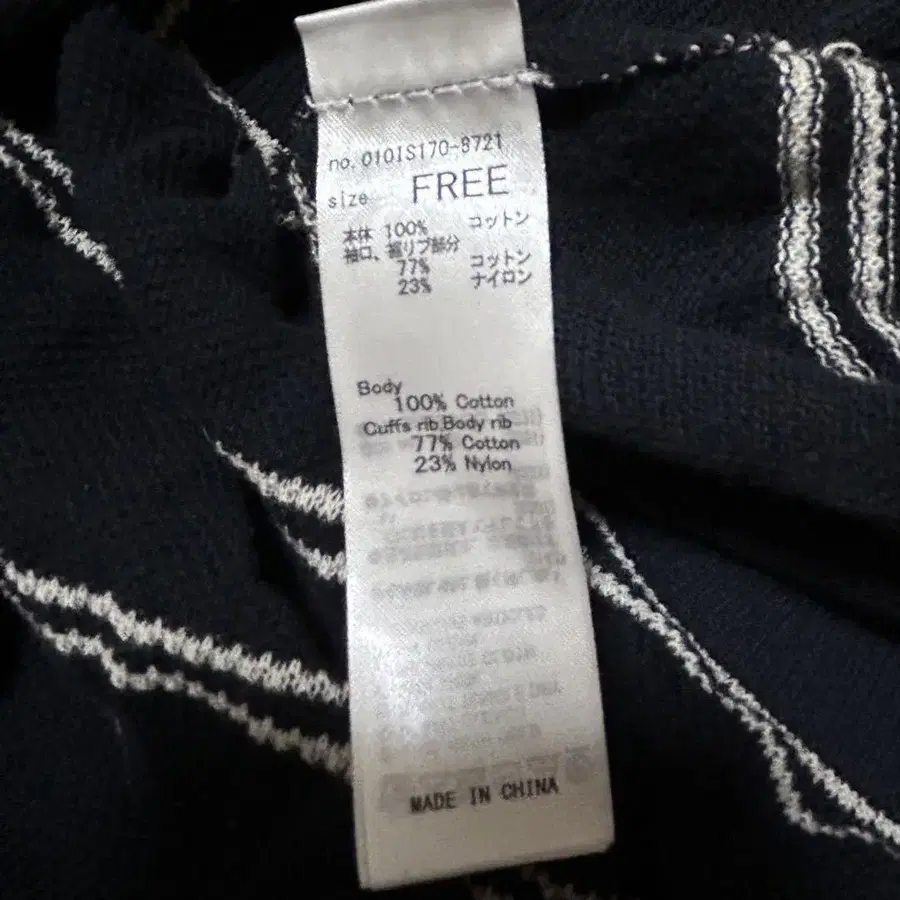 no. 0101S170-8721
size FREE
本体 100% コットン
袖口、裾リブ部分
77% コットン
23% ナイロン
Body
100% Cotton
Cuffs rib,Body rib
77% Cotton
23% Nylon
MADE IN CHINA